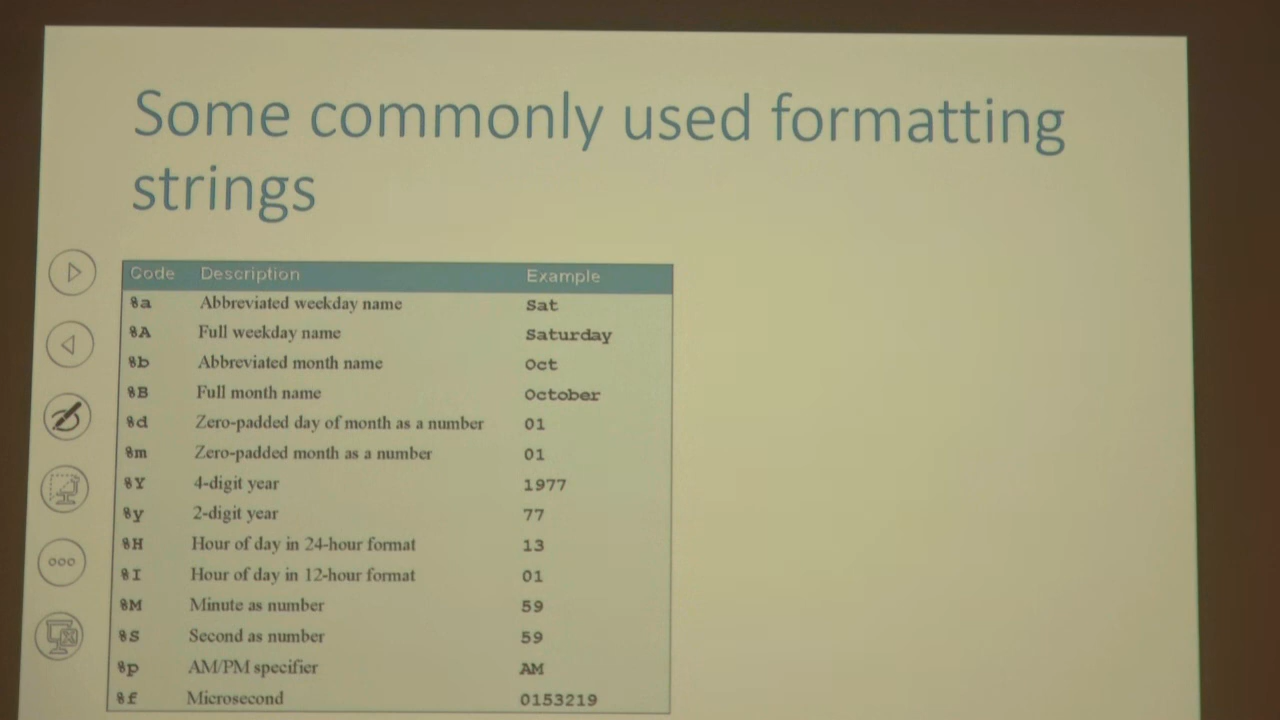 Some commonly used formatting
strings
Code Description Example
%a Abbreviated weekday name Sat
%A Full weekday name Saturday
%b Abbreviated month name Oct
%B Full month name October
%d Zero-padded day of month as a number 01
%m Zero-padded month as a number 01
%Y 4-digit year 1977
%y 2-digit year 77
%H Hour of day in 24-hour format 13
%I Hour of day in 12-hour format 01
%M Minute as number 59
%S Second as number 59
%p AM/PM specifier AM
%f Microsecond 0153219